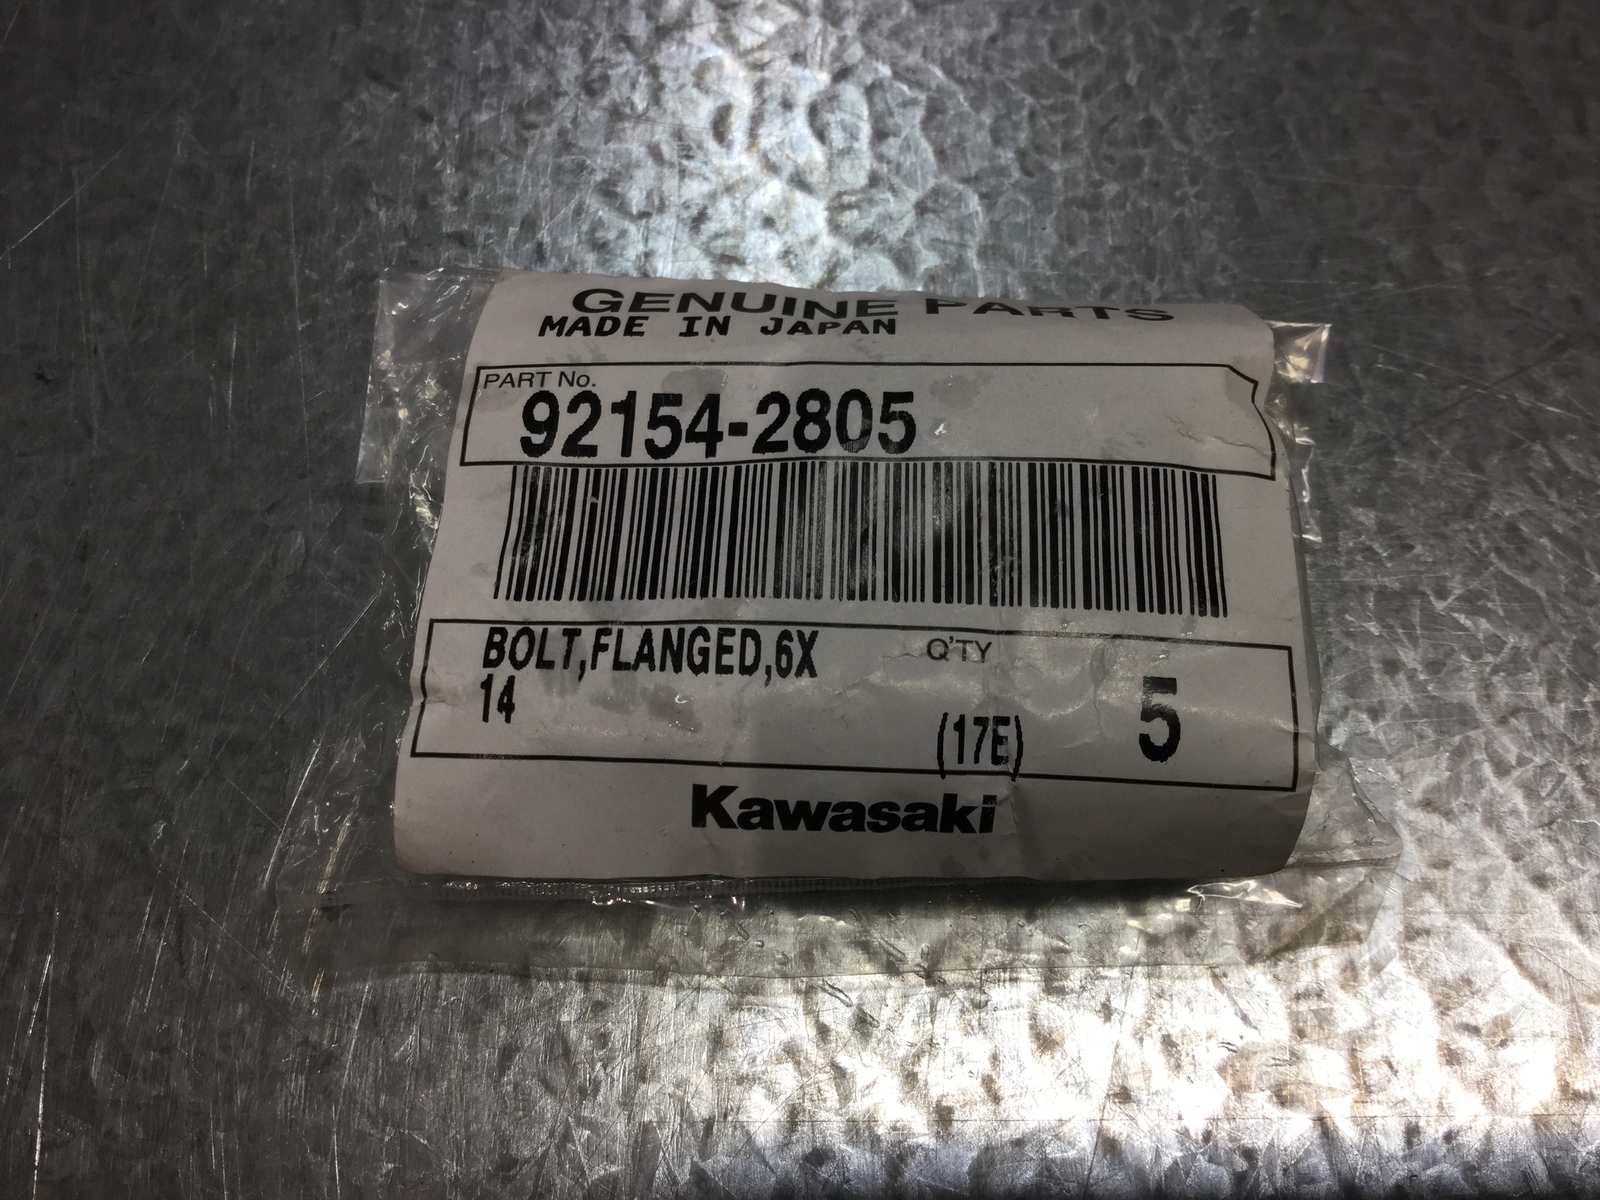 GENUINE PARTS
MADE IN JAPAN
PART No.
92154-2805
BOLT,FLANGED,6X
14
Q'TY
(17E)
5
Kawasaki